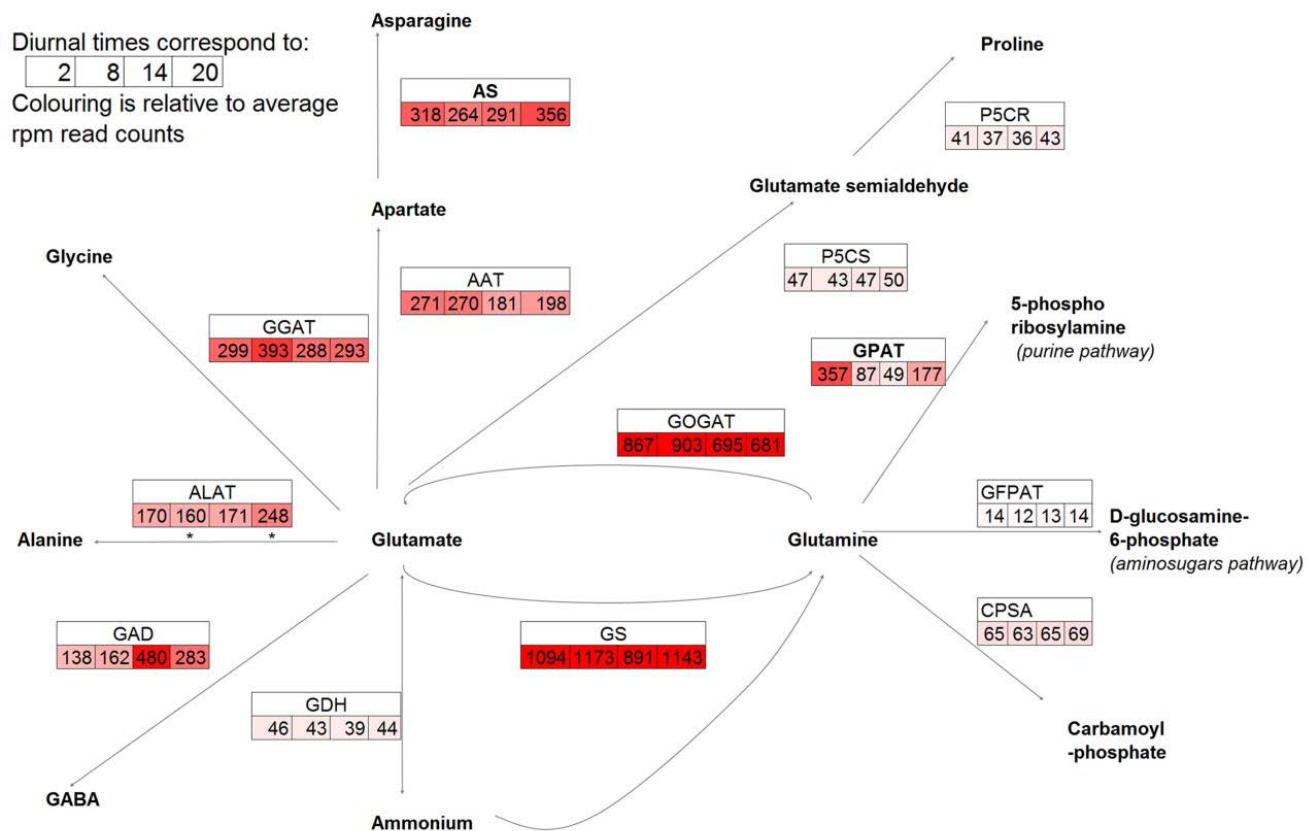 Asparagine
Diurnal times correspond to:
2 8 14 20
Colouring is relative to average
rpm read counts
Proline
AS
318 264 291 356
P5CR
41 37 36 43
Glutamate semialdehyde
Apartate
Glycine
P5CS
47 43 47 50
AAT
271 270 181 198
5-phospho
ribosylamine
(purine pathway)
GGAT
299 393 288 293
GPAT
357 87 49 177
GOGAT
867 903 695 681
ALAT
170 160 171 248
* *
GFPAT
14 12 13 14
Alanine
Glutamate
Glutamine
D-glucosamine-
6-phosphate
(aminosugars pathway)
CPSA
65 63 65 69
GAD
138 162 480 283
GS
1094 1173 891 1143
GDH
46 43 39 44
Carbamoyl
-phosphate
GABA
Ammonium